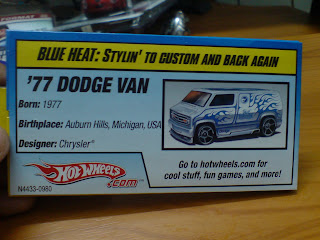 BLUE HEAT: STYLIN' TO CUSTOM AND BACK AGAIN
'77 DODGE VAN
Born: 1977
Birthplace: Auburn Hills, Michigan, USA
Designer: Chrysler®
HOT WHEELS
.com™
N4433-0980
Go to hotwheels.com for
cool stuff, fun games, and more!